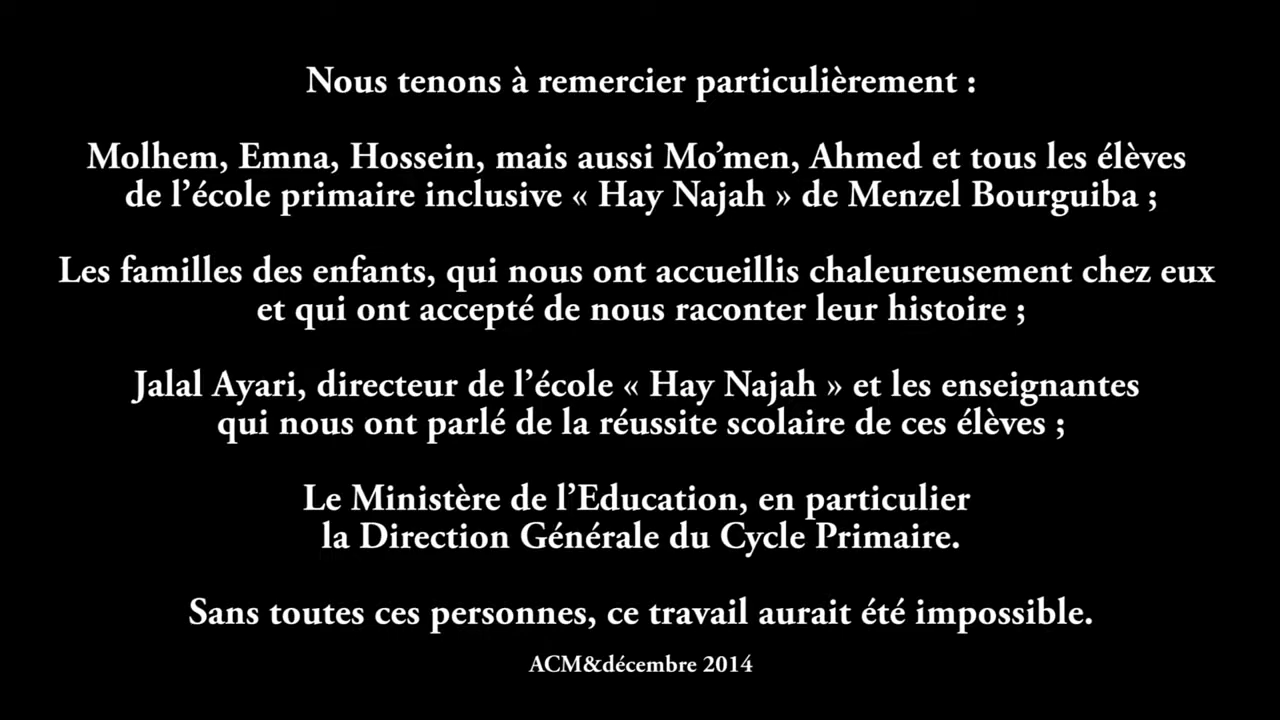 Nous tenons à remercier particulièrement :
Molhem, Emna, Hossein, mais aussi Mo’men, Ahmed et tous les élèves
de l’école primaire inclusive « Hay Najah » de Menzel Bourguiba ;
Les familles des enfants, qui nous ont accueillis chaleureusement chez eux
et qui ont accepté de nous raconter leur histoire ;
Jalal Ayari, directeur de l’école « Hay Najah » et les enseignantes
qui nous ont parlé de la réussite scolaire de ces élèves ;
Le Ministère de l’Education, en particulier
la Direction Générale du Cycle Primaire.
Sans toutes ces personnes, ce travail aurait été impossible.
ACM&décembre 2014